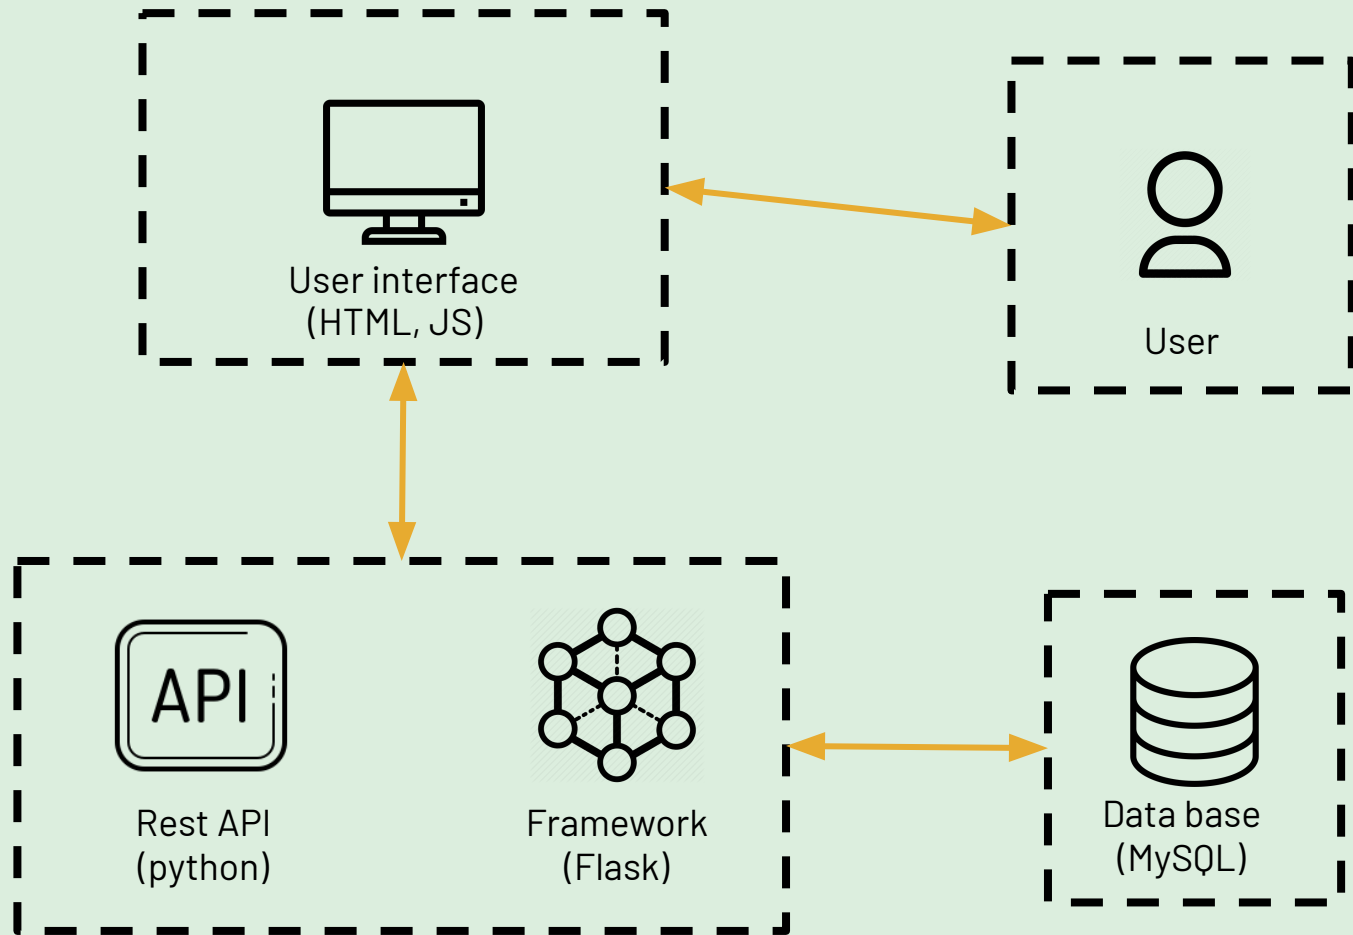 User interface
(HTML, JS)
User
API
Rest API
(python)
Framework
(Flask)
Data base
(MySQL)